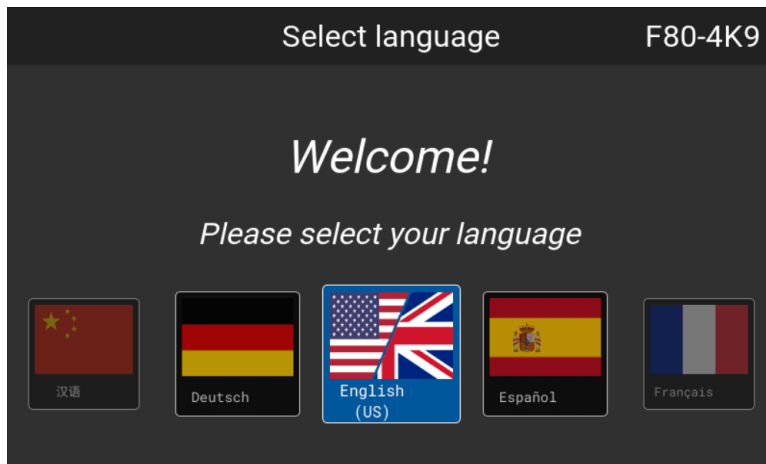 Select language F80-4K9
Welcome!
Please select your language
汉语
Deutsch
English
(US)
Español
Français